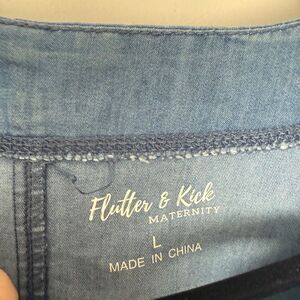 Flutter & Kick
MATERNITY
L
MADE IN CHINA